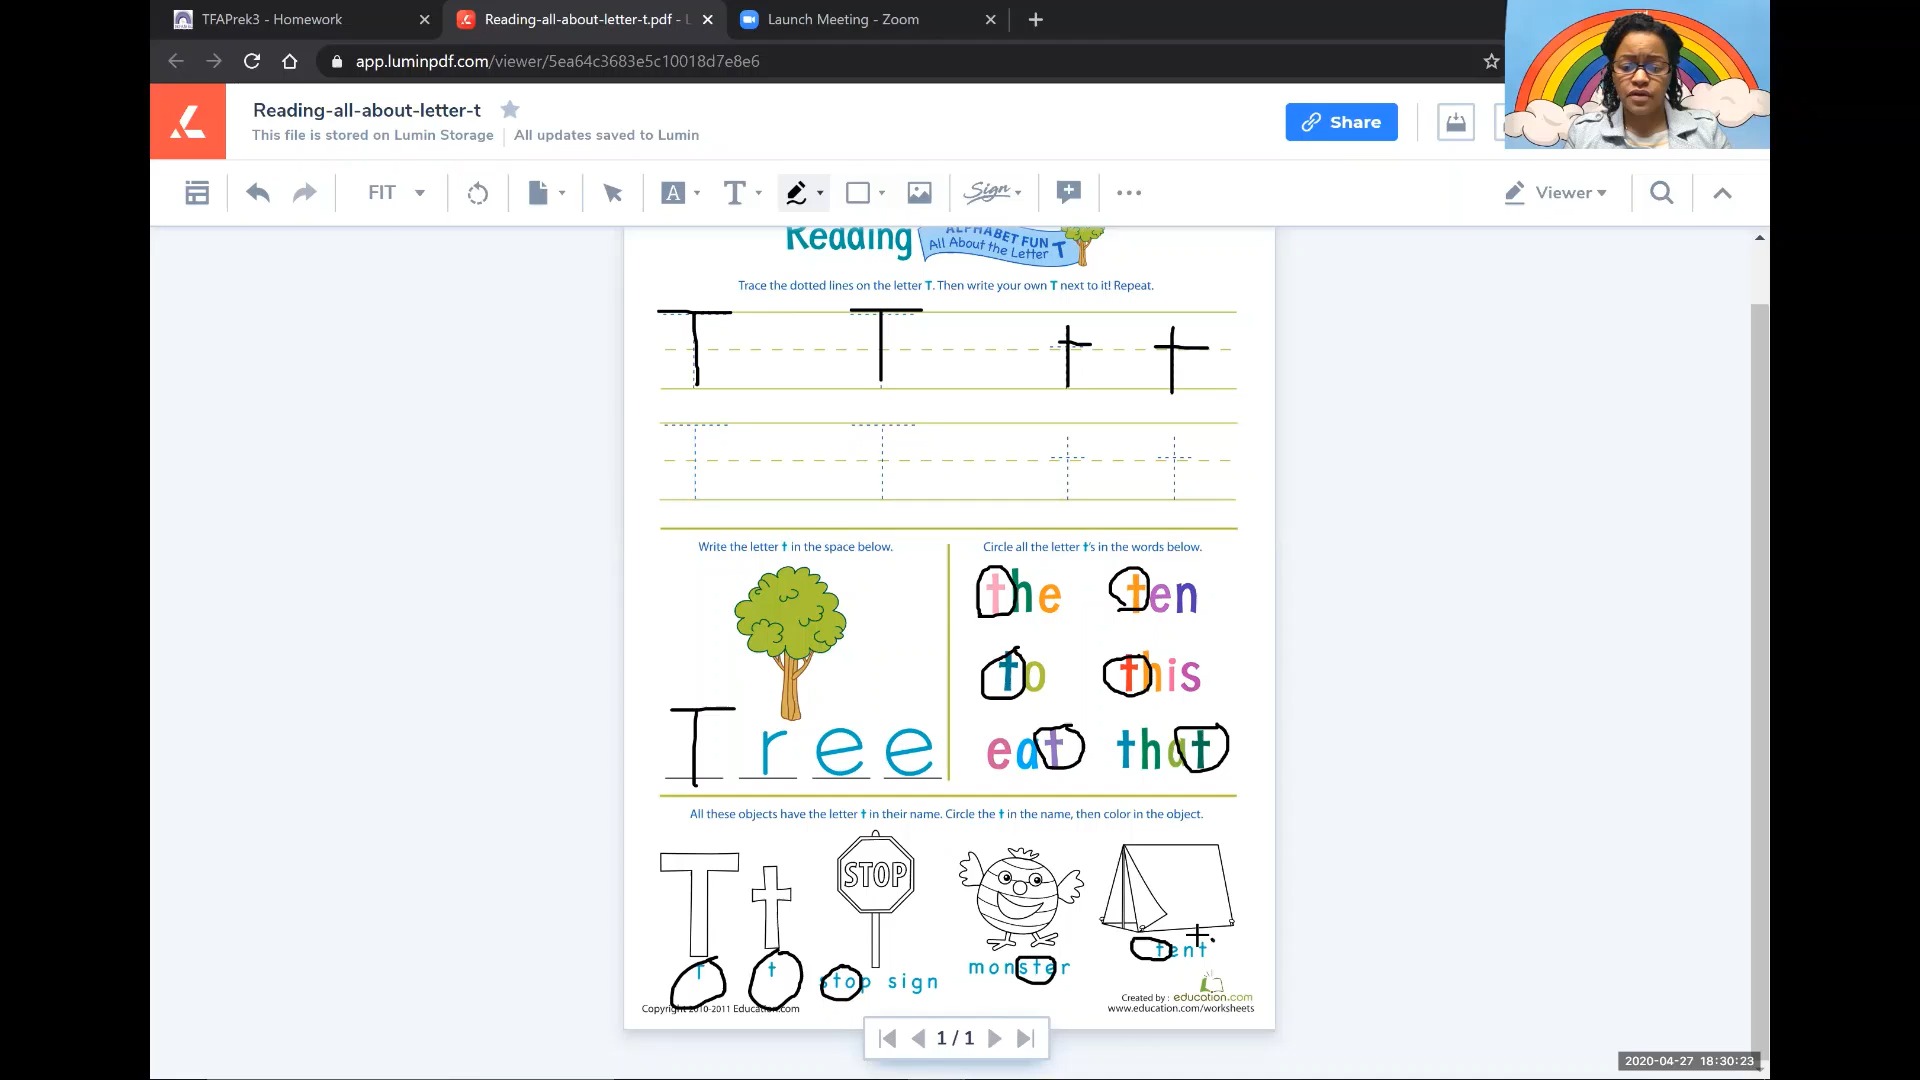 TFAPrek3 - Homework
Reading-all-about-letter-t.pdf - L
Launch Meeting - Zoom
app.luminpdf.com/viewer/5ea64c3683e5c10018d7e8e6
Reading-all-about-letter-t
This file is stored on Lumin Storage
All updates saved to Lumin
Share
FIT
A
T
Sign
Viewer
Reading
ALPHABET FUN
All About the Letter T
Trace the dotted lines on the letter T. Then write your own T next to it! Repeat.
T T t t
T T t t
Write the letter t in the space below.
Tree
Circle all the letter t's in the words below.
the ten
to this
eat that
All these objects have the letter t in their name. Circle the t in the name, then color in the object.
T t
STOP
T t stop sign monster tent
Copyright 2010-2011 Education.com
Created by : education.com
www.education.com/worksheets
1 / 1
2020-04-27 18:30:23